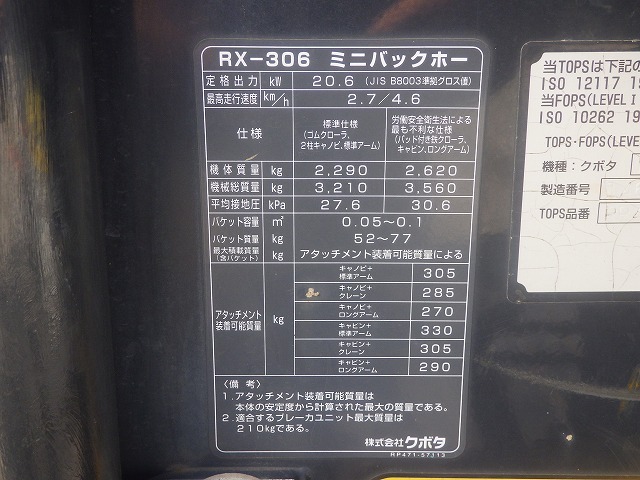 RX-306 ミニバックホー
定格出力 kW 20.6 (JIS B8003準拠グロス値)
最高走行速度 km/h 2.7/4.6
仕様
標準仕様
(ゴムクローラ、
2柱キャノピ、標準アーム)
労働安全衛生法による
最も不利な仕様
(パッド付き鉄クローラ、
キャビン、ロングアーム)
機体質量 kg 2,290 2,620
機械総質量 kg 3,210 3,560
平均接地圧 kPa 27.6 30.6
バケット容量 m³ 0.05~0.1
バケット質量 kg 52~77
最大積載質量
(含バケット)
kg アタッチメント装着可能質量による
アタッチメント
装着可能質量
kg
キャノピ+
標準アーム
305
キャノピ+
クレーン
285
キャノピ+
ロングアーム
270
キャビン+
標準アーム
330
キャビン+
クレーン
305
キャビン+
ロングアーム
290
〈備 考〉
1.アタッチメント装着可能質量は
本体の安定度から計算された最大の質量である。
2.適合するブレーカユニット最大質量は
210kgである。
株式会社クボタ
RP471-57113
当TOPSは下記の
ISO 12117 1
当FOPS(LEVEL I
ISO 10262 19
TOPS・FOPS(LEVE
機種:クボタ
製造番号
TOPS品番